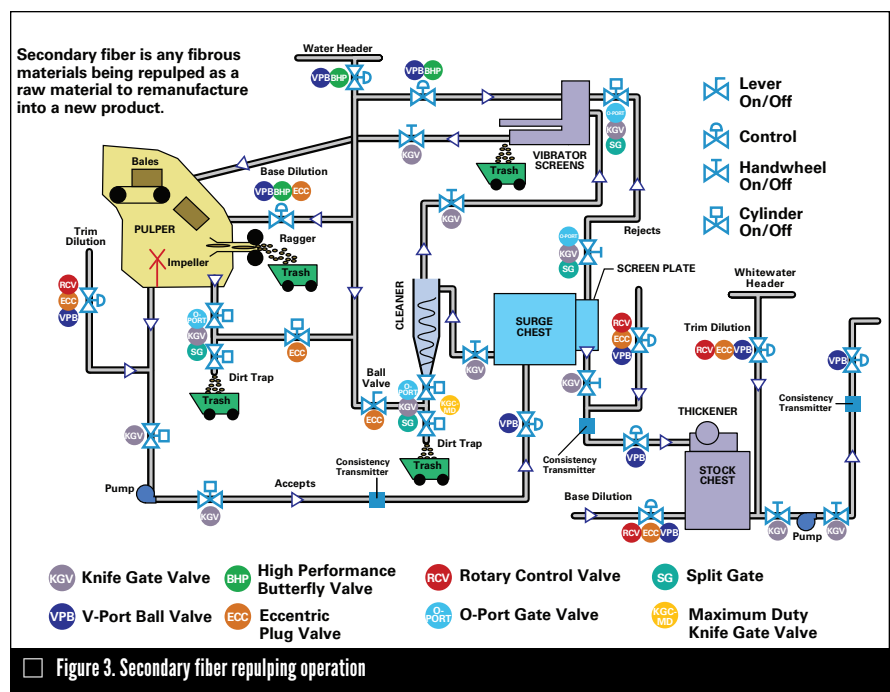 Secondary fiber is any fibrous
materials being repulped as a
raw material to remanufacture
into a new product.
Water Header
VPB
BHP
VPB
BHP
O-PORT
KGV
SG
Lever
On/Off
Control
Handwheel
On/Off
Cylinder
On/Off
KGV
VIBRATOR
SCREENS
Trash
Bales
Base Dilution
VPB
BHP
ECC
PULPER
Impeller
Ragger
Trash
Trim
Dilution
RCV
ECC
VPB
KGV
Rejects
O-PORT
KGV
SG
SCREEN PLATE
Whitewater
Header
CLEANER
SURGE
CHEST
O-
PORT
KGV
SG
ECC
Dirt Trap
Trash
Ball
Valve
ECC
O-
PORT
KGV
SG
KGC-
MD
Dirt Trap
Trash
KGV
KGV
RCV
ECC
VPB
Trim Dilution
RCV
ECC
VPB
VPB
Consistency
Transmitter
THICKENER
STOCK
CHEST
VPB
VPB
Consistency
Transmitter
KGV
Pump
KGV
Accepts
Consistency
Transmitter
Base Dilution
RCV
ECC
VPB
KGV
Pump
KGV
KGV Knife Gate Valve
BHP High Performance
Butterfly Valve
RCV Rotary Control Valve
SG Split Gate
VPB V-Port Ball Valve
ECC Eccentric
Plug Valve
O-
PORT O-Port Gate Valve
KGC-
MD Maximum Duty
Knife Gate Valve
Figure 3. Secondary fiber repulping operation